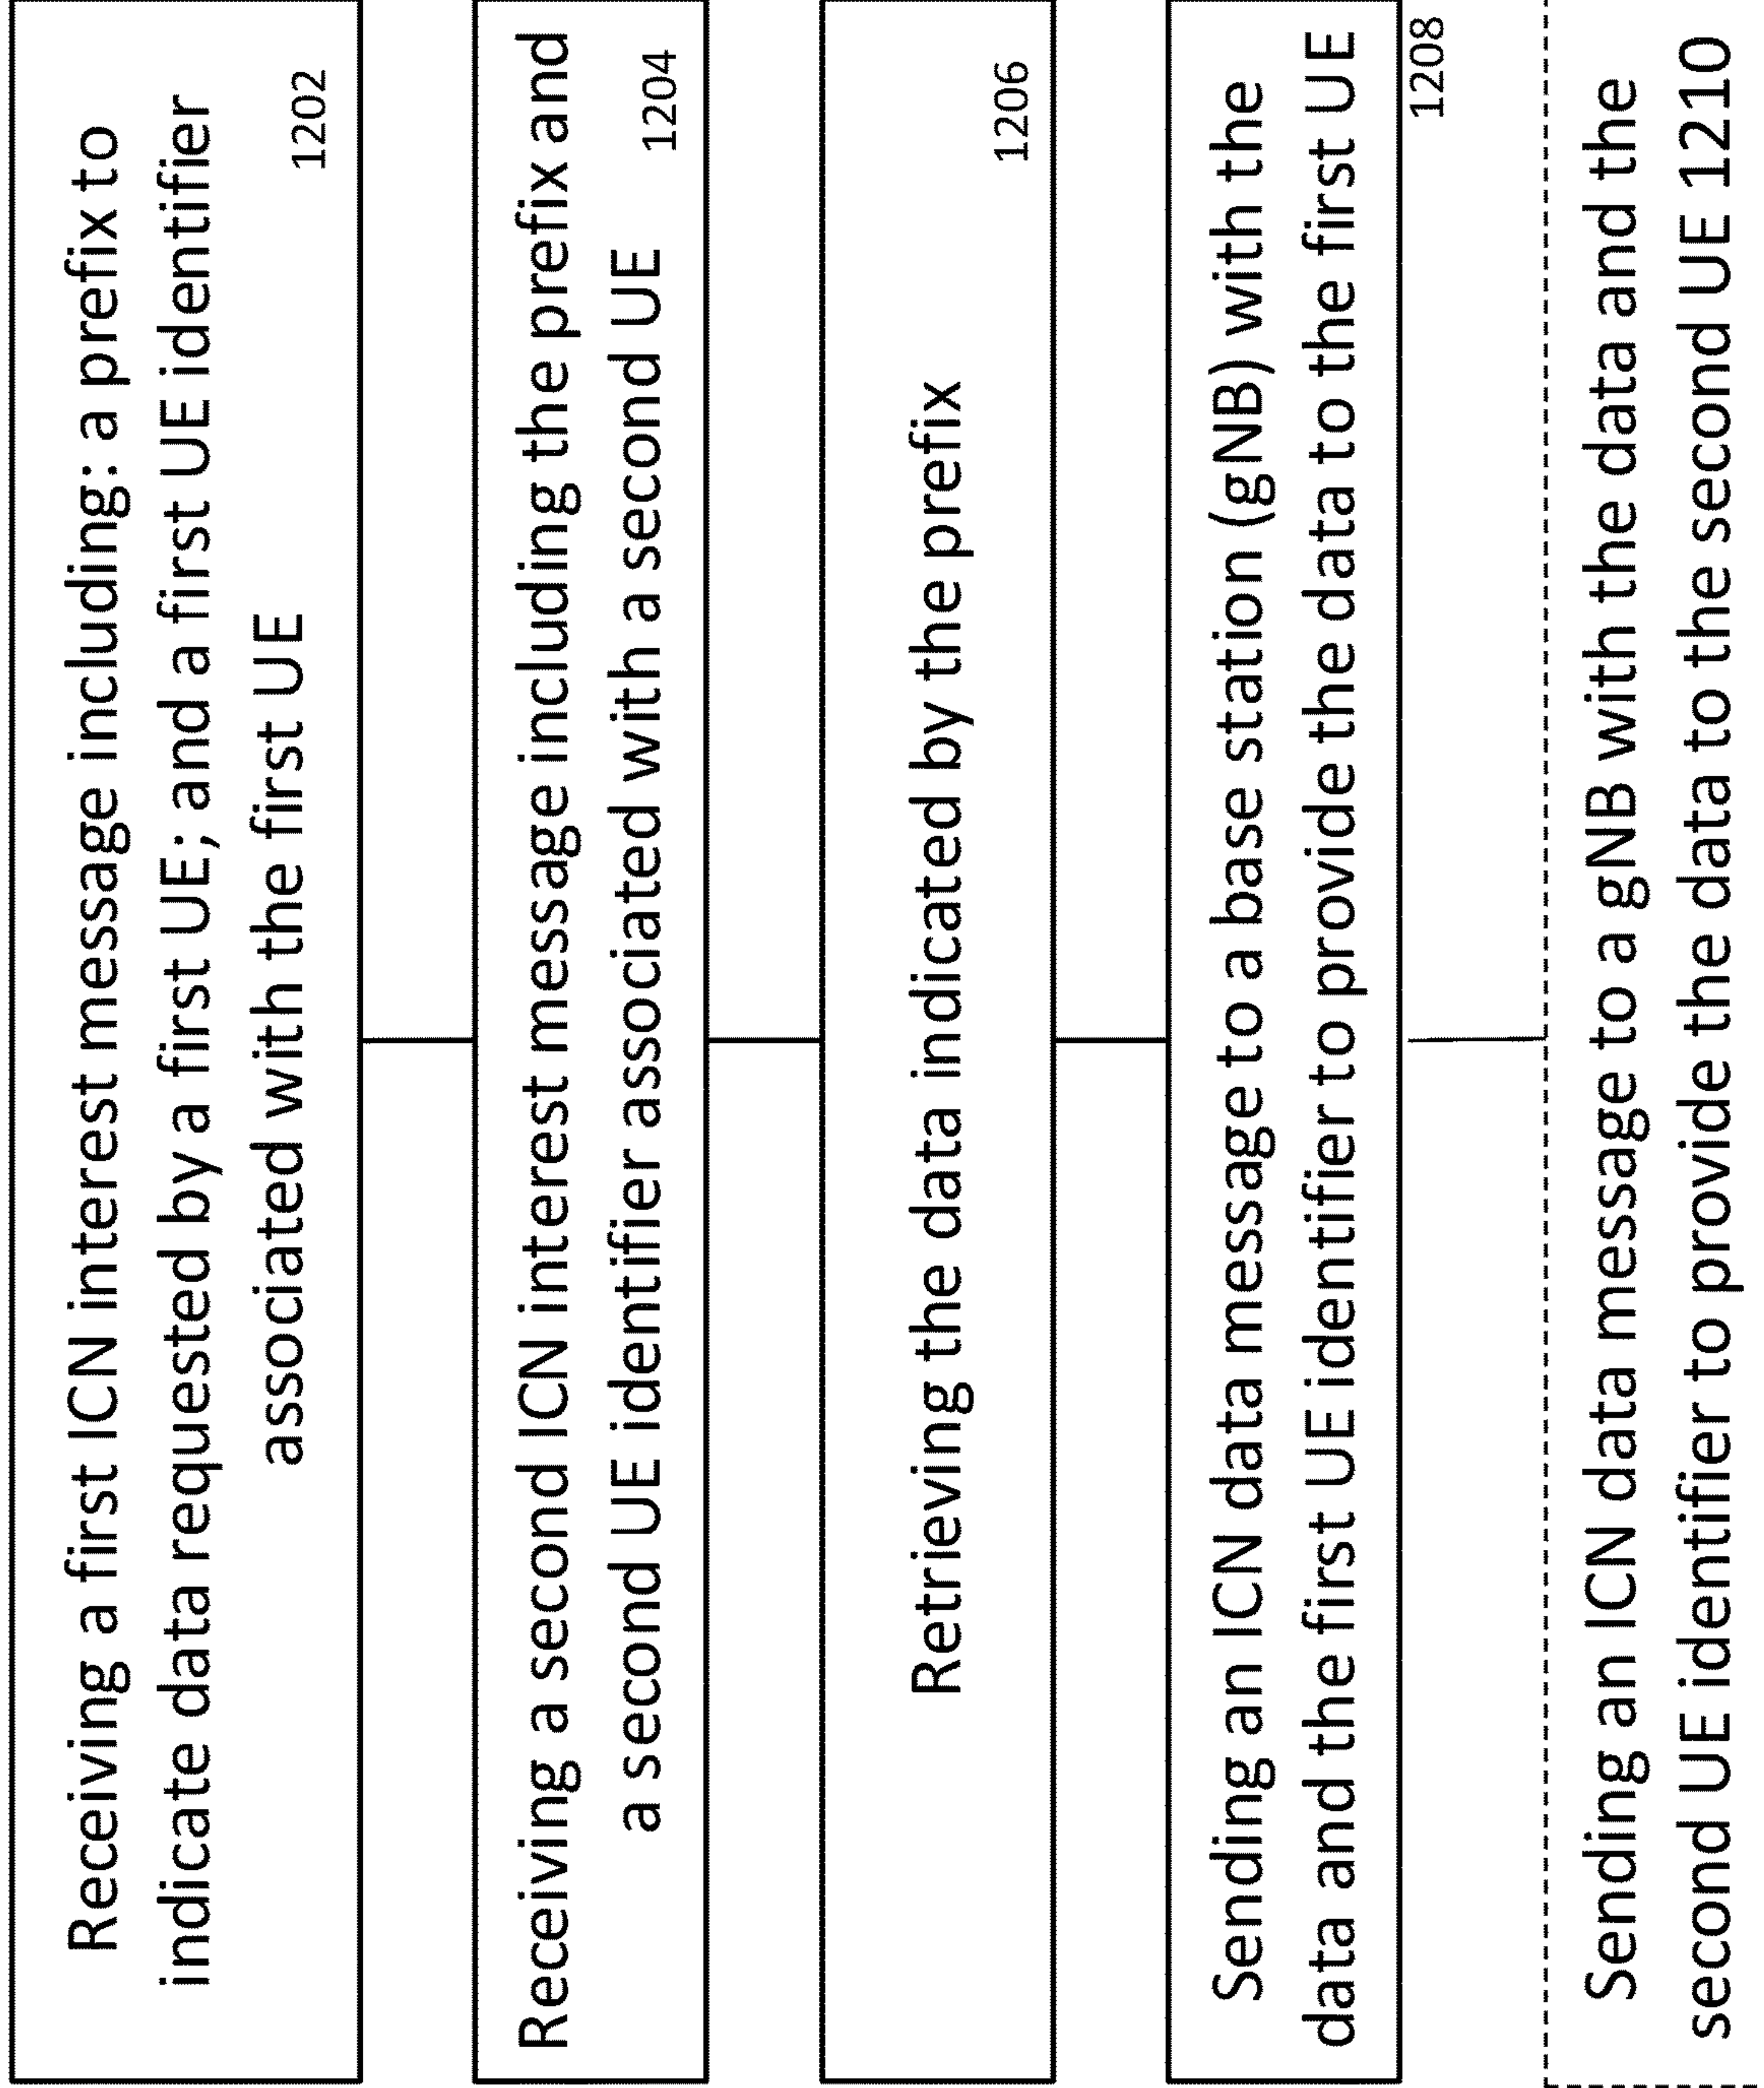 Receiving a first ICN interest message including: a prefix to
indicate data requested by a first UE; and a first UE identifier
associated with the first UE
1202
Receiving a second ICN interest message including the prefix and
a second UE identifier associated with a second UE
1204
Retrieving the data indicated by the prefix
1206
Sending an ICN data message to a base station (gNB) with the
data and the first UE identifier to provide the data to the first UE
1208
Sending an ICN data message to a gNB with the data and the
second UE identifier to provide the data to the second UE 1210